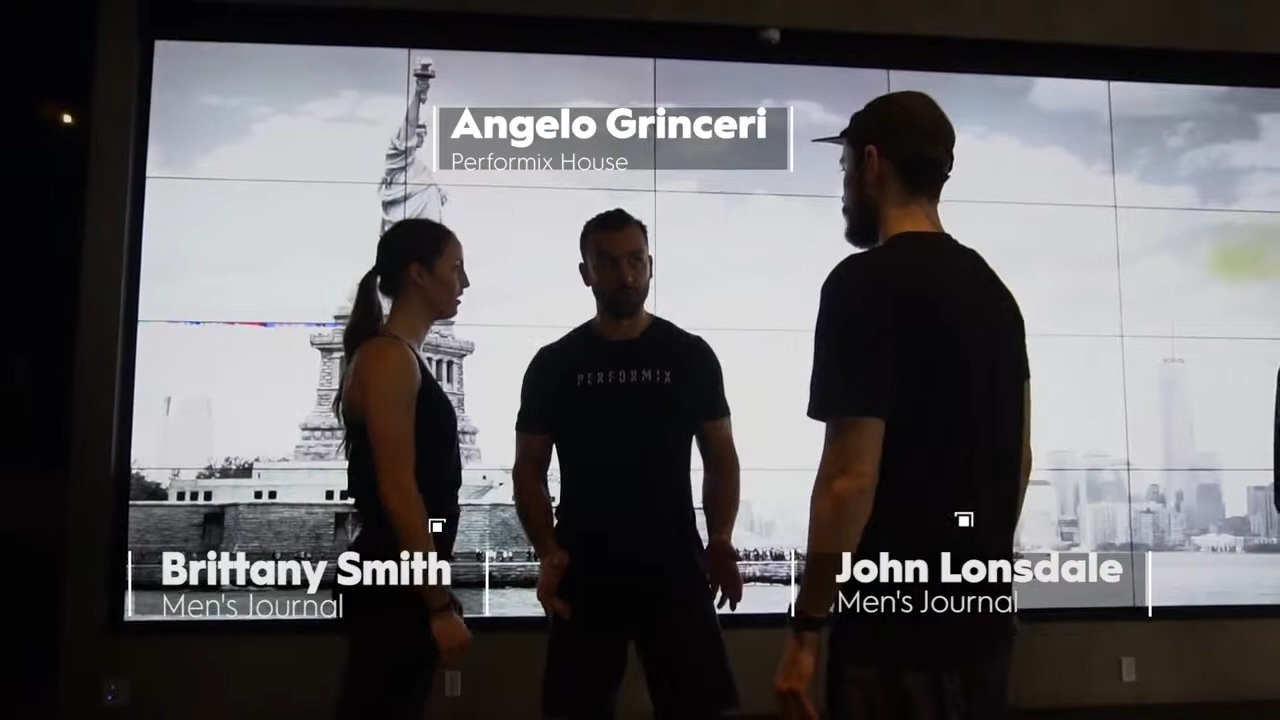 Angelo Grinceri
Performix House
PERFORMIX
Brittany Smith
Men's Journal
John Lonsdale
Men's Journal